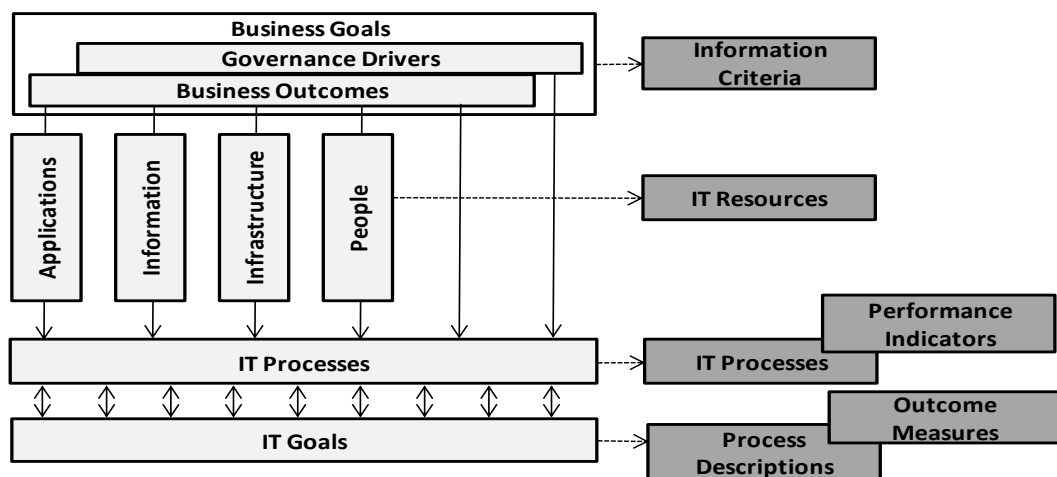 Business Goals
Governance Drivers
Business Outcomes
Information
Criteria
Applications
Information
Infrastructure
People
IT Resources
Performance
Indicators
IT Processes
IT Processes
Outcome
Measures
IT Goals
Process
Descriptions